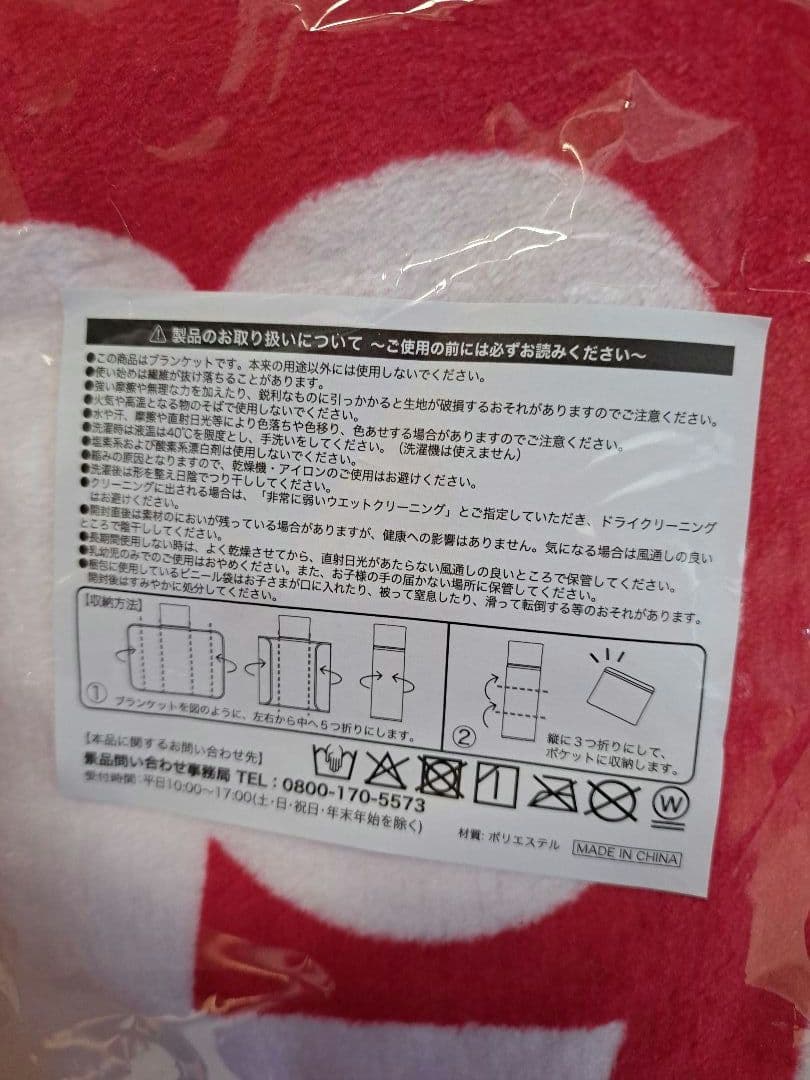 ⚠ 製品のお取り扱いについて ～ご使用の前には必ずお読みください～
●この商品はブランケットです。本来の用途以外には使用しないでください。
●使い始めは繊維が抜け落ちることがあります。
●強い摩擦や無理な力を加えたり、鋭利なものに引っかかると生地が破損するおそれがありますのでご注意ください。
●火気や高温となる物のそばで使用しないでください。
●水や汗、摩擦や直射日光等により色落ちや色移り、色あせする場合がありますのでご注意ください。
●洗濯時は液温は40℃を限度とし、手洗いをしてください。（洗濯機は使えません）
●塩素系および酸素系漂白剤は使用しないでください。
●縮みの原因となりますので、乾燥機・アイロンのご使用はお避けください。
●洗濯後は形を整え日陰でつり干ししてください。
●クリーニングに出される場合は、「非常に弱いウエットクリーニング」とご指定していただき、ドライクリーニング
はお避けください。
●開封直後は素材のにおいが残っている場合がありますが、健康への影響はありません。気になる場合は風通しの良い
ところで陰干ししてください。
●長期間使用しない時は、よく乾燥させてから、直射日光があたらない風通しの良いところで保管してください。
●乳幼児のみでのご使用はおやめください。また、お子様の手の届かない場所に保管してください。
●梱包に使用しているビニール袋はお子さまが口に入れたり、被って窒息したり、滑って転倒する等のおそれがあります。
開封後はすみやかに処分してください。
【収納方法】
① ブランケットを図のように、左右から中へ5つ折りにします。
② 縦に3つ折りにして、
ポケットに収納します。
【本品に関するお問い合わせ先】
景品問い合わせ事務局 TEL：0800-170-5573
受付時間：平日10:00～17:00(土・日・祝日・年末年始を除く)
W
材質：ポリエステル
MADE IN CHINA